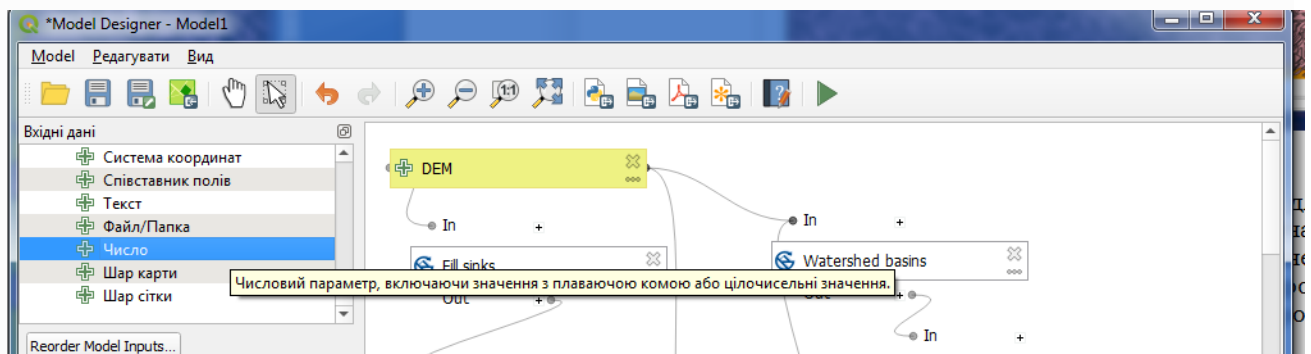 *Model Designer - Model1
Model Редагувати Вид
1:1
Вхідні дані
Система координат
Співставник полів
Текст
Файл/Папка
Число
Шар карти
Шар сітки
Reorder Model Inputs...
DEM
In +
In +
Fill sinks
Watershed basins
Числовий параметр, включаючи значення з плаваючою комою або цілочисельні значення.
Out +
Out +
In +